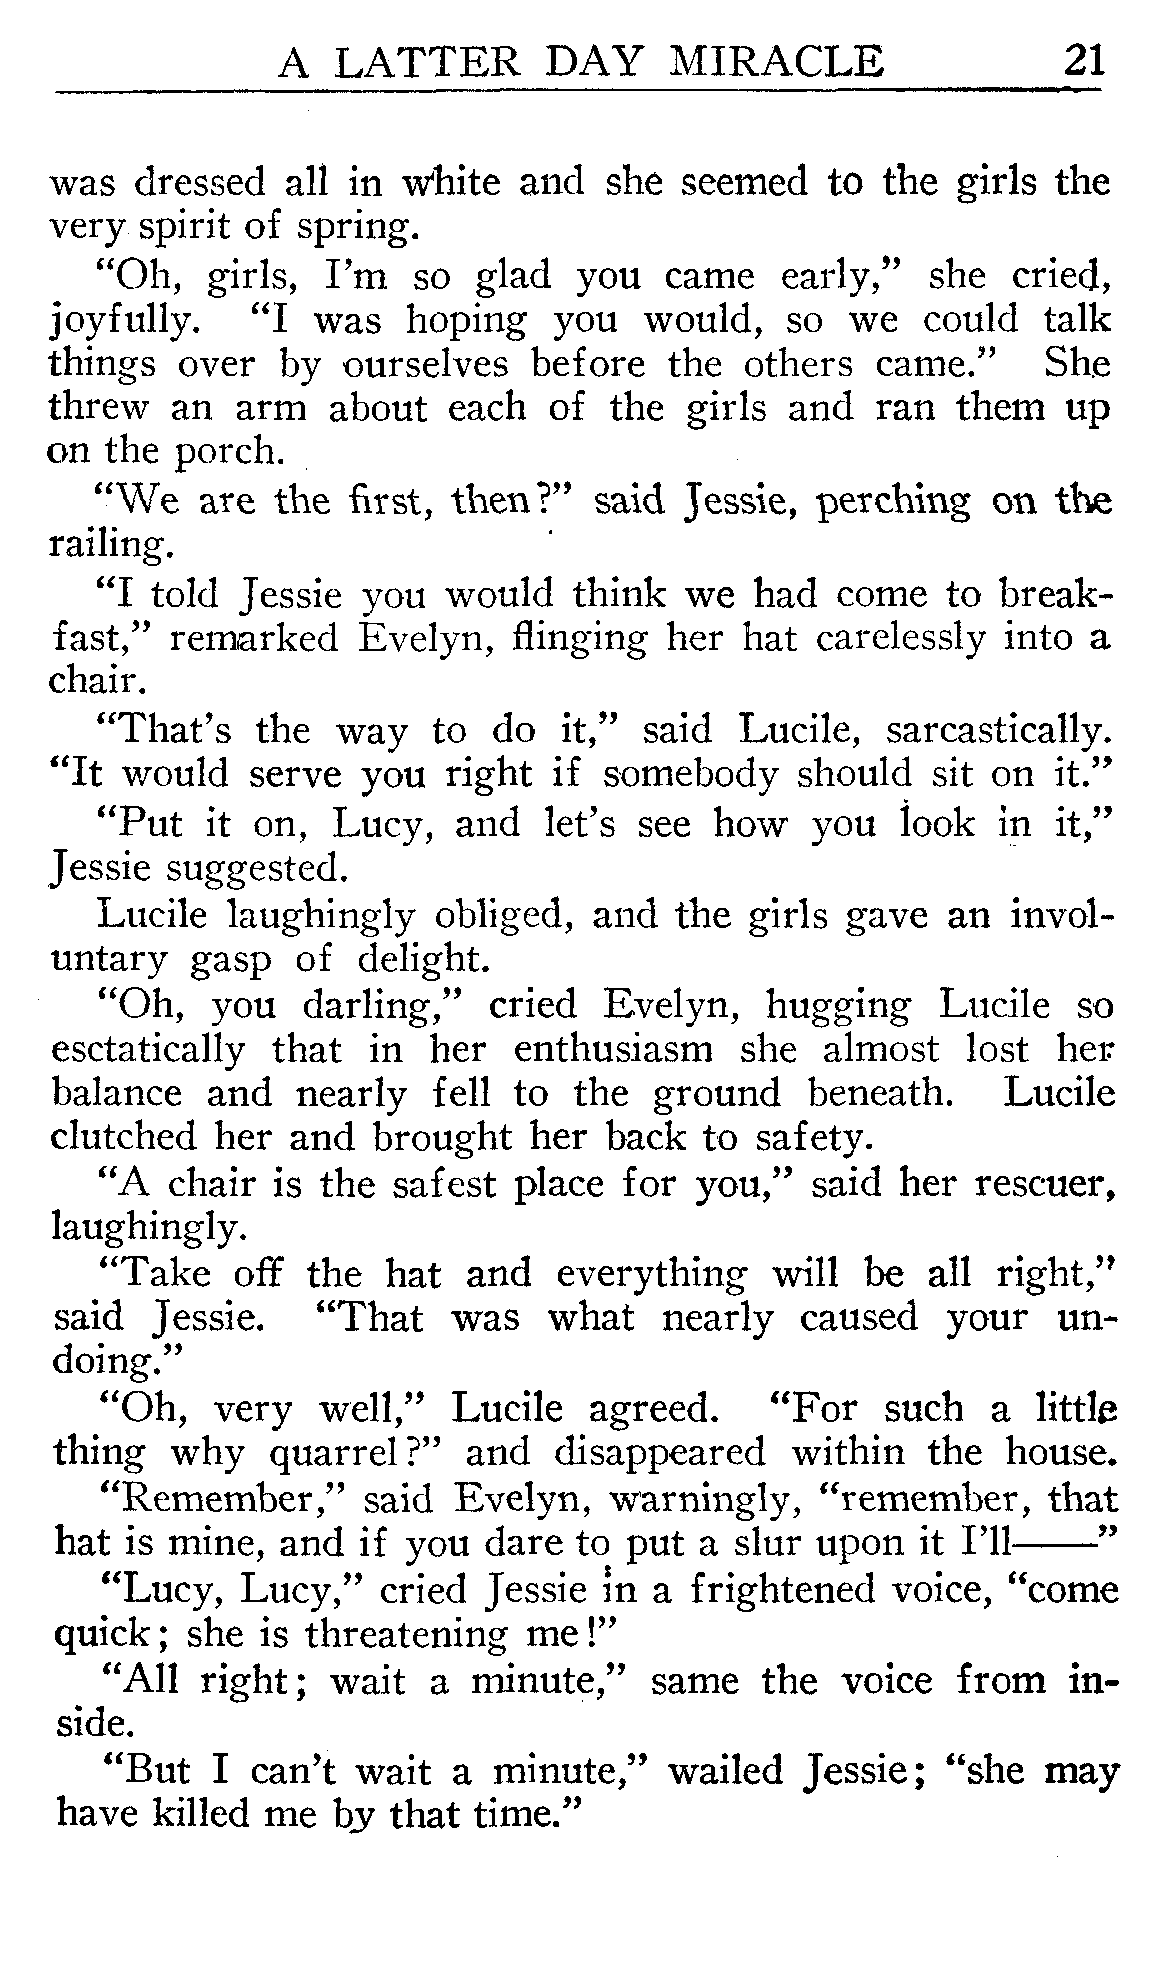 A LATTER DAY MIRACLE 21
was dressed all in white and she seemed to the girls the
very spirit of spring.
“Oh, girls, I’m so glad you came early,” she cried,
joyfully. “I was hoping you would, so we could talk
things over by ourselves before the others came.” She
threw an arm about each of the girls and ran them up
on the porch.
“We are the first, then?” said Jessie, perching on the
railing.
“I told Jessie you would think we had come to break-
fast,” remarked Evelyn, flinging her hat carelessly into a
chair.
“That’s the way to do it,” said Lucile, sarcastically.
“It would serve you right if somebody should sit on it.”
“Put it on, Lucy, and let’s see how you look in it,”
Jessie suggested.
Lucile laughingly obliged, and the girls gave an invol-
untary gasp of delight.
“Oh, you darling,” cried Evelyn, hugging Lucile so
esctatically that in her enthusiasm she almost lost her
balance and nearly fell to the ground beneath. Lucile
clutched her and brought her back to safety.
“A chair is the safest place for you,” said her rescuer,
laughingly.
“Take off the hat and everything will be all right,”
said Jessie. “That was what nearly caused your un-
doing.”
“Oh, very well,” Lucile agreed. “For such a little
thing why quarrel?” and disappeared within the house.
“Remember,” said Evelyn, warningly, “remember, that
hat is mine, and if you dare to put a slur upon it I’ll——”
“Lucy, Lucy,” cried Jessie in a frightened voice, “come
quick; she is threatening me!”
“All right; wait a minute,” same the voice from in-
side.
“But I can’t wait a minute,” wailed Jessie; “she may
have killed me by that time.”